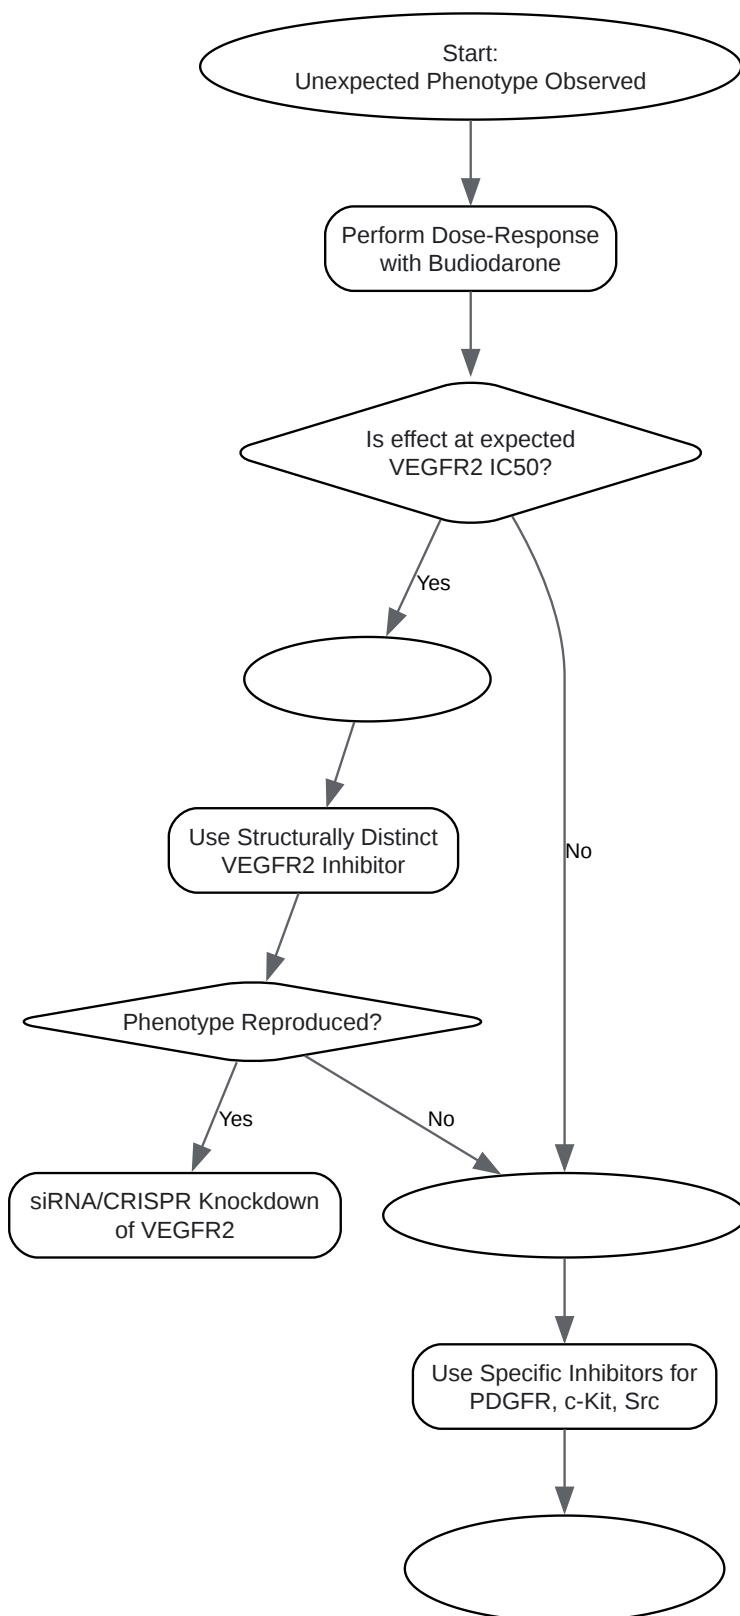 Start:
Unexpected Phenotype Observed
Perform Dose-Response
with Budiodarone
Is effect at expected
VEGFR2 IC50?
Yes
No
Use Structurally Distinct
VEGFR2 Inhibitor
Phenotype Reproduced?
Yes
No
siRNA/CRISPR Knockdown
of VEGFR2
Use Specific Inhibitors for
PDGFR, c-Kit, Src